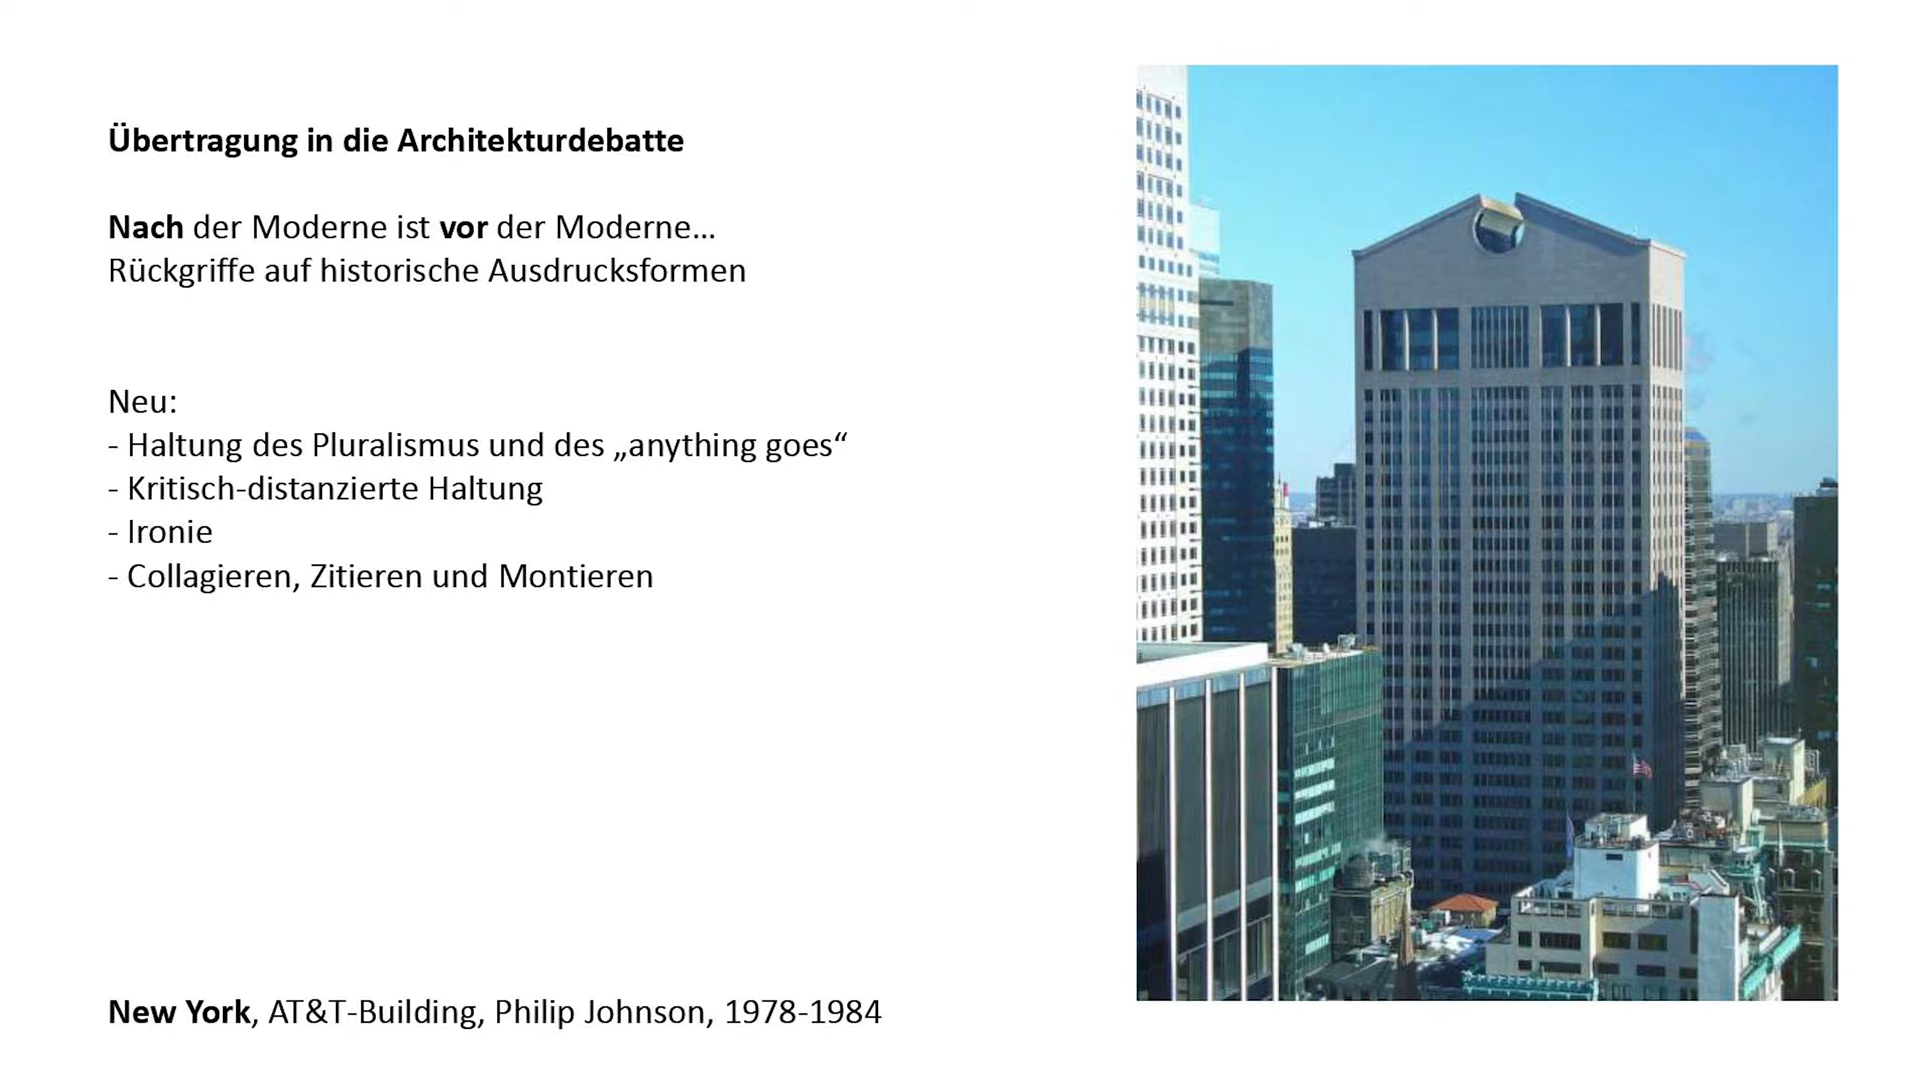 Übertragung in die Architekturdebatte
Nach der Moderne ist vor der Moderne...
Rückgriffe auf historische Ausdrucksformen
Neu:
- Haltung des Pluralismus und des „anything goes“
- Kritisch-distanzierte Haltung
- Ironie
- Collagieren, Zitieren und Montieren
New York, AT&T-Building, Philip Johnson, 1978-1984